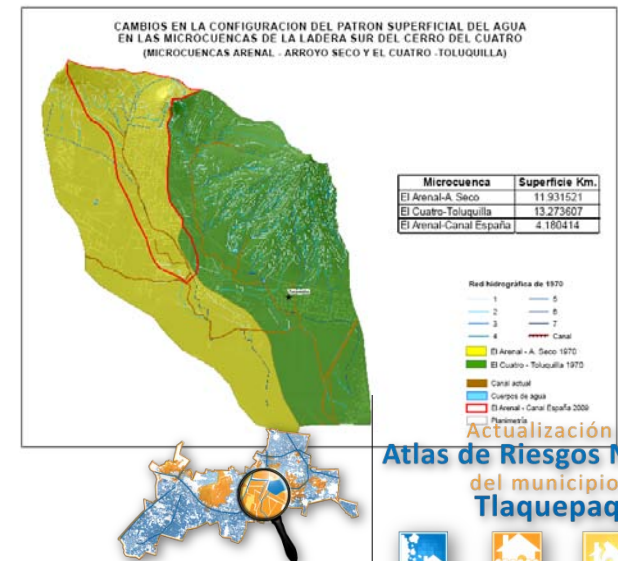 CAMBIOS EN LA CONFIGURACION DEL PATRON SUPERFICIAL DEL AGUA
EN LAS MICROCUENCAS DE LA LADERA SUR DEL CERRO DEL CUATRO
(MICROCUENCAS ARENAL - ARROYO SECO Y EL CUATRO -TOLUQUILLA)
Microcuenca Superficie Km.
El Arenal-A. Seco 11.931521
El Cuatro-Toluquilla 13.273607
El Arenal-Canal España 4.180414
Red hidrográfica de 1970
1 5
2 6
3 7
4 Canal
El Arenal - A. Seco 1970
El Cuatro - Toluquilla 1970
Canal actual
Cuerpos de agua
El Arenal - Canal España 2009
Planimetría
Actualización
Atlas de Riesgos N
del municipio
Tlaquepaq